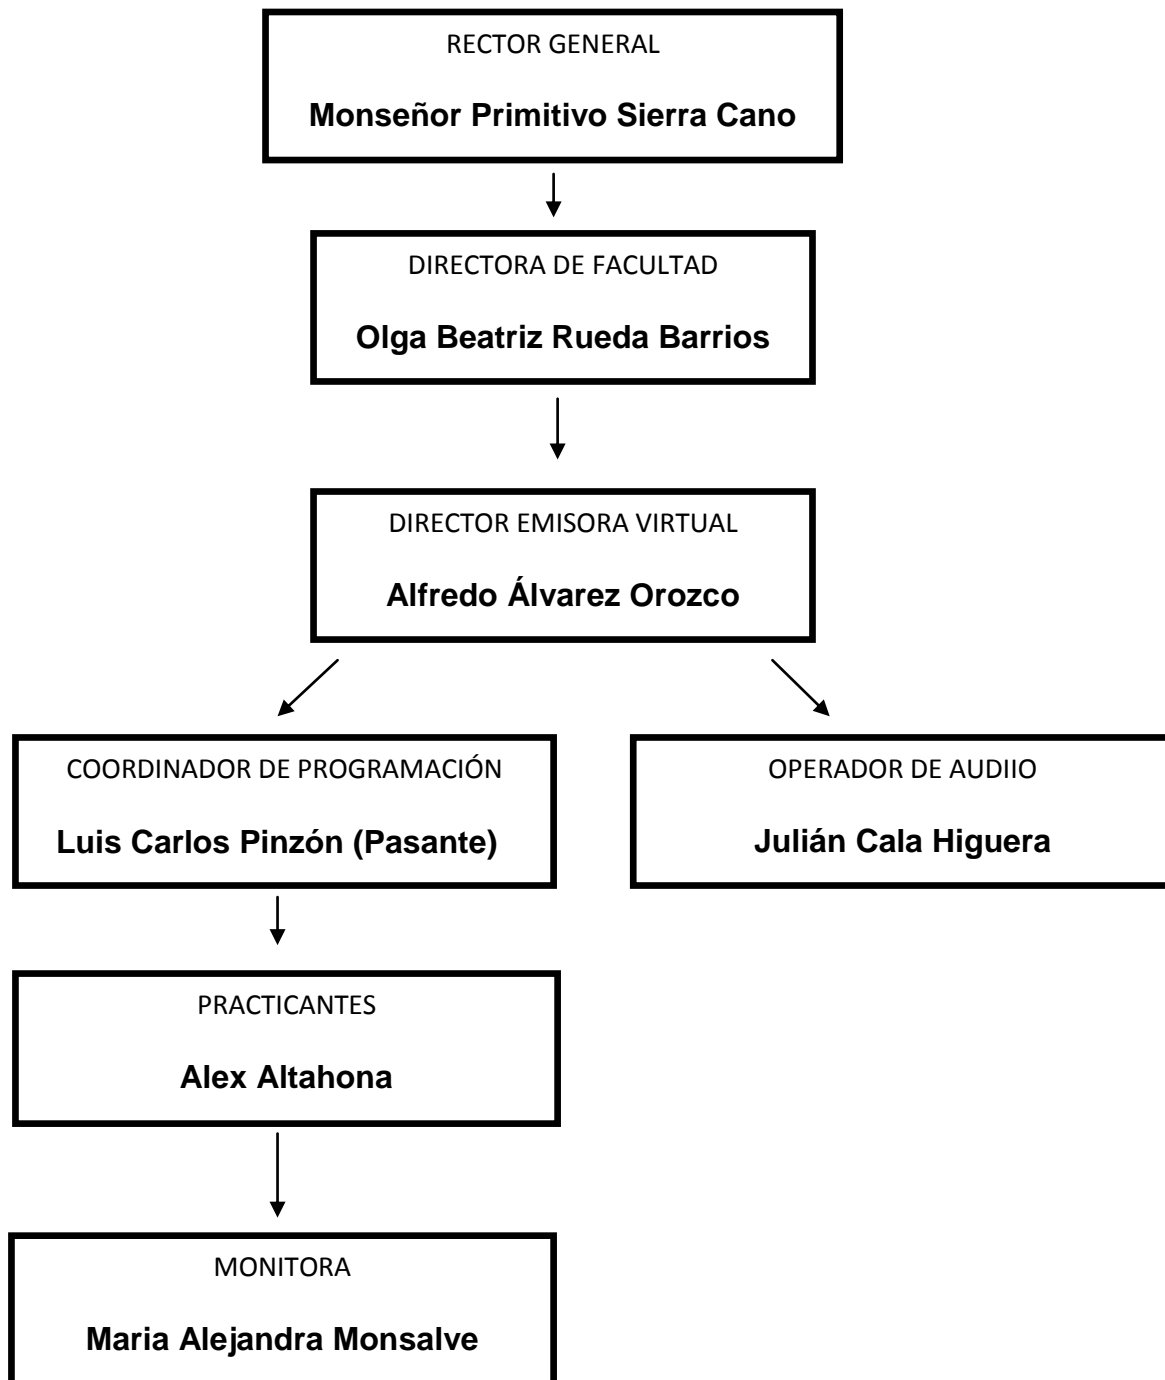 RECTOR GENERAL
Monseñor Primitivo Sierra Cano
DIRECTORA DE FACULTAD
Olga Beatriz Rueda Barrios
DIRECTOR EMISORA VIRTUAL
Alfredo Álvarez Orozco
COORDINADOR DE PROGRAMACIÓN
Luis Carlos Pinzón (Pasante)
OPERADOR DE AUDIIO
Julián Cala Higuera
PRACTICANTES
Alex Altahona
MONITORA
Maria Alejandra Monsalve